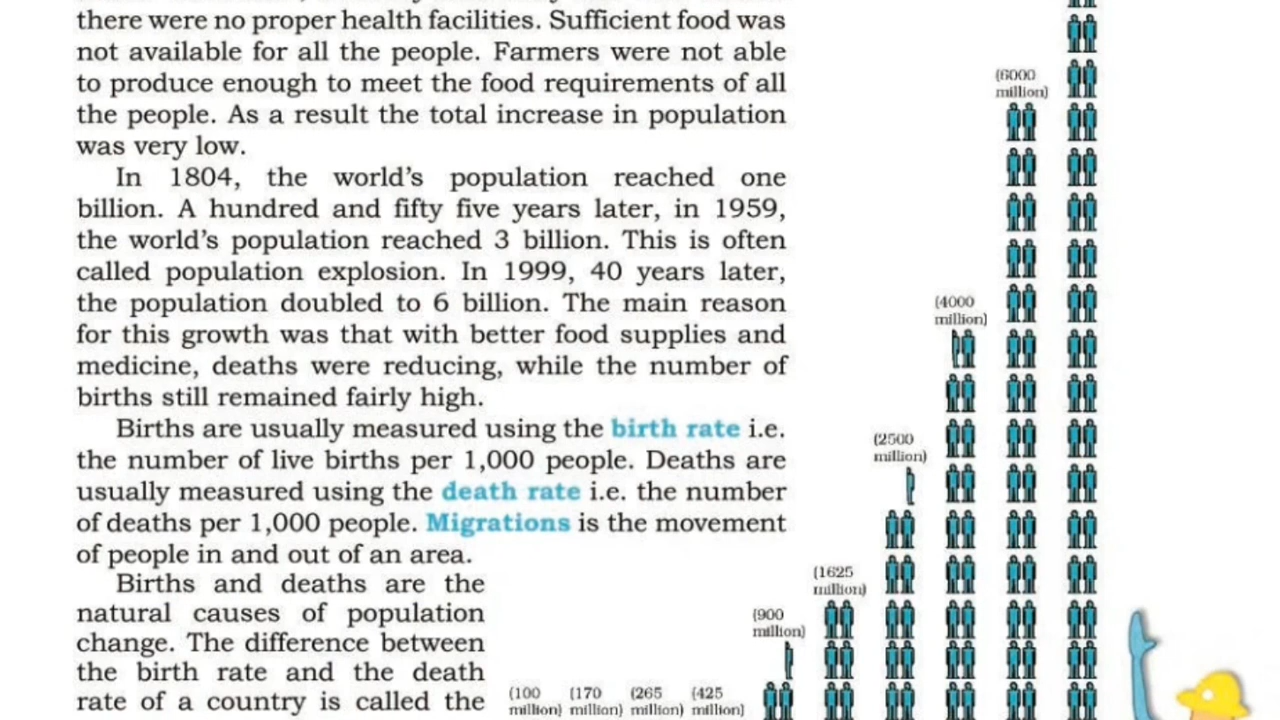 there were no proper health facilities. Sufficient food was
not available for all the people. Farmers were not able
to produce enough to meet the food requirements of all
the people. As a result the total increase in population
was very low.
In 1804, the world's population reached one
billion. A hundred and fifty five years later, in 1959,
the world's population reached 3 billion. This is often
called population explosion. In 1999, 40 years later,
the population doubled to 6 billion. The main reason
for this growth was that with better food supplies and
medicine, deaths were reducing, while the number of
births still remained fairly high.
Births are usually measured using the birth rate i.e.
the number of live births per 1,000 people. Deaths are
usually measured using the death rate i.e. the number
of deaths per 1,000 people. Migrations is the movement
of people in and out of an area.
Births and deaths are the
natural causes of population
change. The difference between
the birth rate and the death
rate of a country is called the
(100
million)
(170
million)
(265
million)
(425
million)
(900
million)
(1625
million)
(2500
million)
(4000
million)
(6000
million)